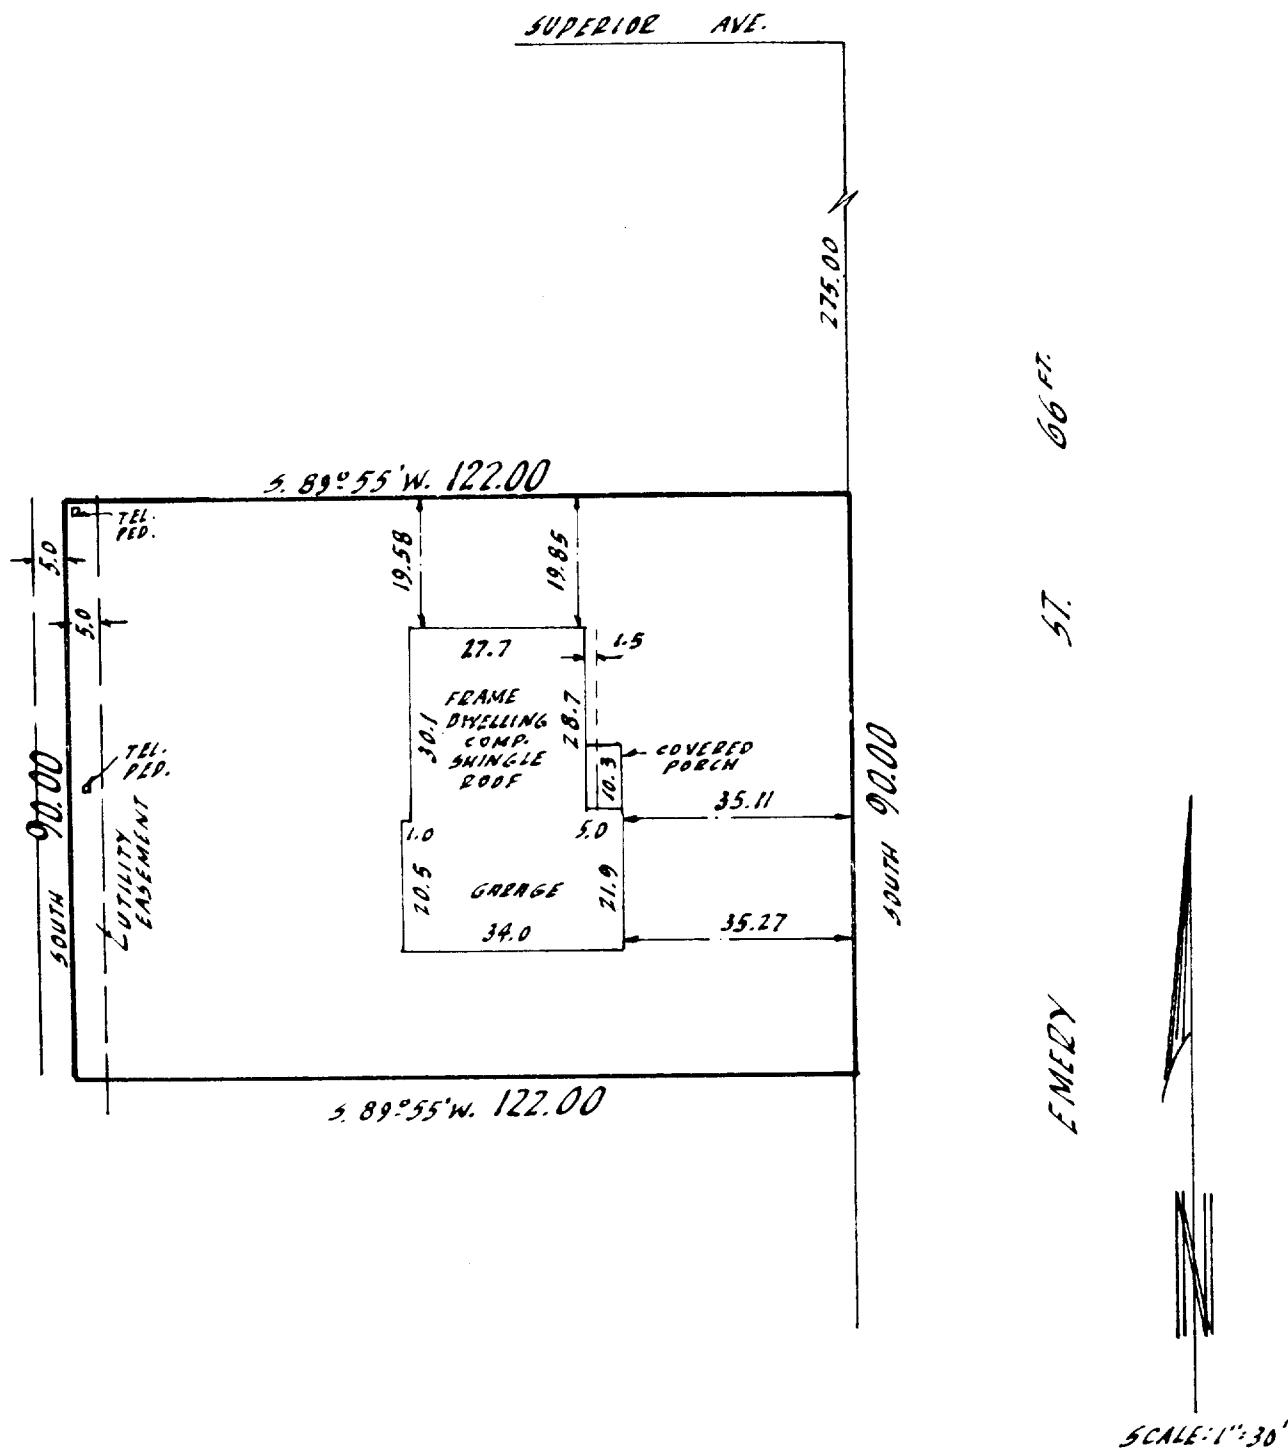 SUPERIOR AVE.
275.00
66 FT.
S. 89°55'W. 122.00
TEL.
PED.
5.0
19.58
19.85
5.0
ST.
27.7
1.5
FRAME
DWELLING
COMP.
SHINGLE
ROOF
30.1
28.7
COVERED
PORCH
10.3
TEL.
PED.
SOUTH 90.00
35.11
SOUTH 90.00
1.0
5.0
UTILITY
EASEMENT
20.5
GARAGE
21.9
34.0
35.27
EMERY
S. 89°55'W. 122.00
N
SCALE: 1":30'